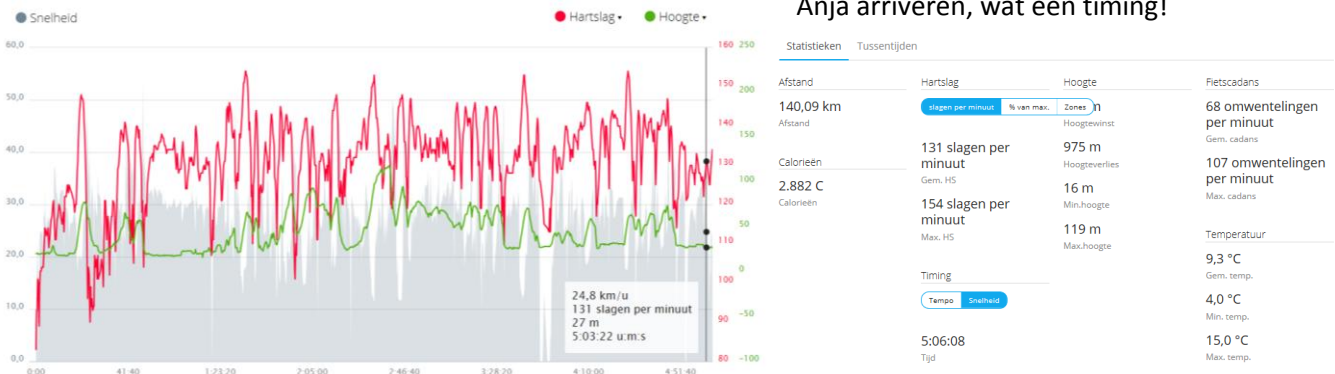 Anja arriveren, wat een timing!
Snelheid
Hartslag
Hoogte
60,0
50,0
40,0
30,0
20,0
10,0
0,0
160 250
150 200
140
150
130
100
120
50
110
0
100
90 -50
80 -100
0:00 41:40 1:23:20 2:05:00 2:46:40 3:28:20 4:10:00 4:51:40
24,8 km/u
131 slagen per minuut
27 m
5:03:22 u:m:s
Statistieken Tussentijden
Afstand
140,09 km
Afstand
Calorieën
2.882 C
Calorieën
Hartslag
slagen per minuut % van max. Zones
131 slagen per
minuut
Gem. HS
154 slagen per
minuut
Max. HS
Timing
Tempo Snelheid
5:06:08
Tijd
Hoogte
n
Hoogtewinst
975 m
Hoogteverlies
16 m
Min.hoogte
119 m
Max.hoogte
Fietscadans
68 omwentelingen
per minuut
Gem. cadans
107 omwentelingen
per minuut
Max. cadans
Temperatuur
9,3 °C
Gem. temp.
4,0 °C
Min. temp.
15,0 °C
Max. temp.